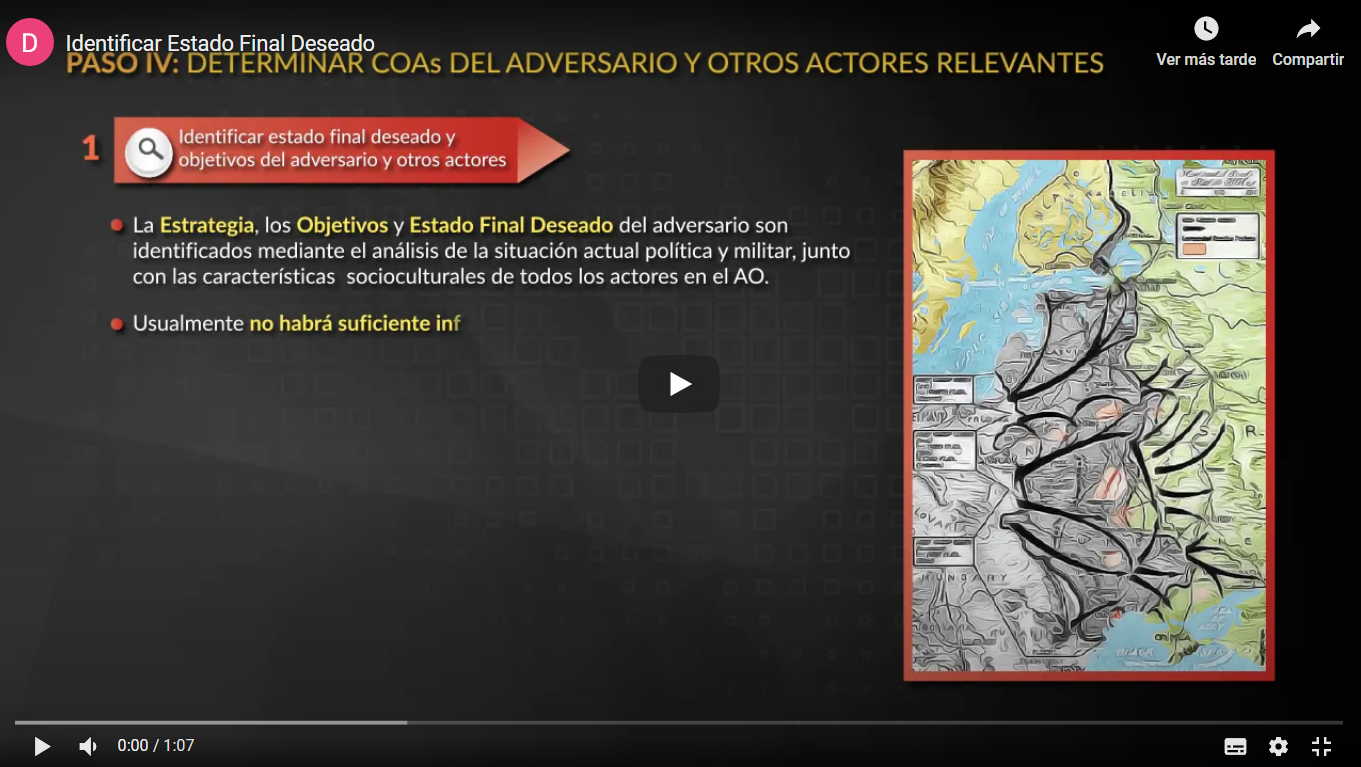 D
Identificar Estado Final Deseado
Ver más tarde
Compartir
PASO IV: DETERMINAR COAs DEL ADVERSARIO Y OTROS ACTORES RELEVANTES
1
Identificar estado final deseado y
objetivos del adversario y otros actores
La Estrategia, los Objetivos y Estado Final Deseado del adversario son
identificados mediante el análisis de la situación actual política y militar, junto
con las características socioculturales de todos los actores en el AO.
Usualmente no habrá suficiente inf
HUNGARY
BLACK SEA
0:00 / 1:07